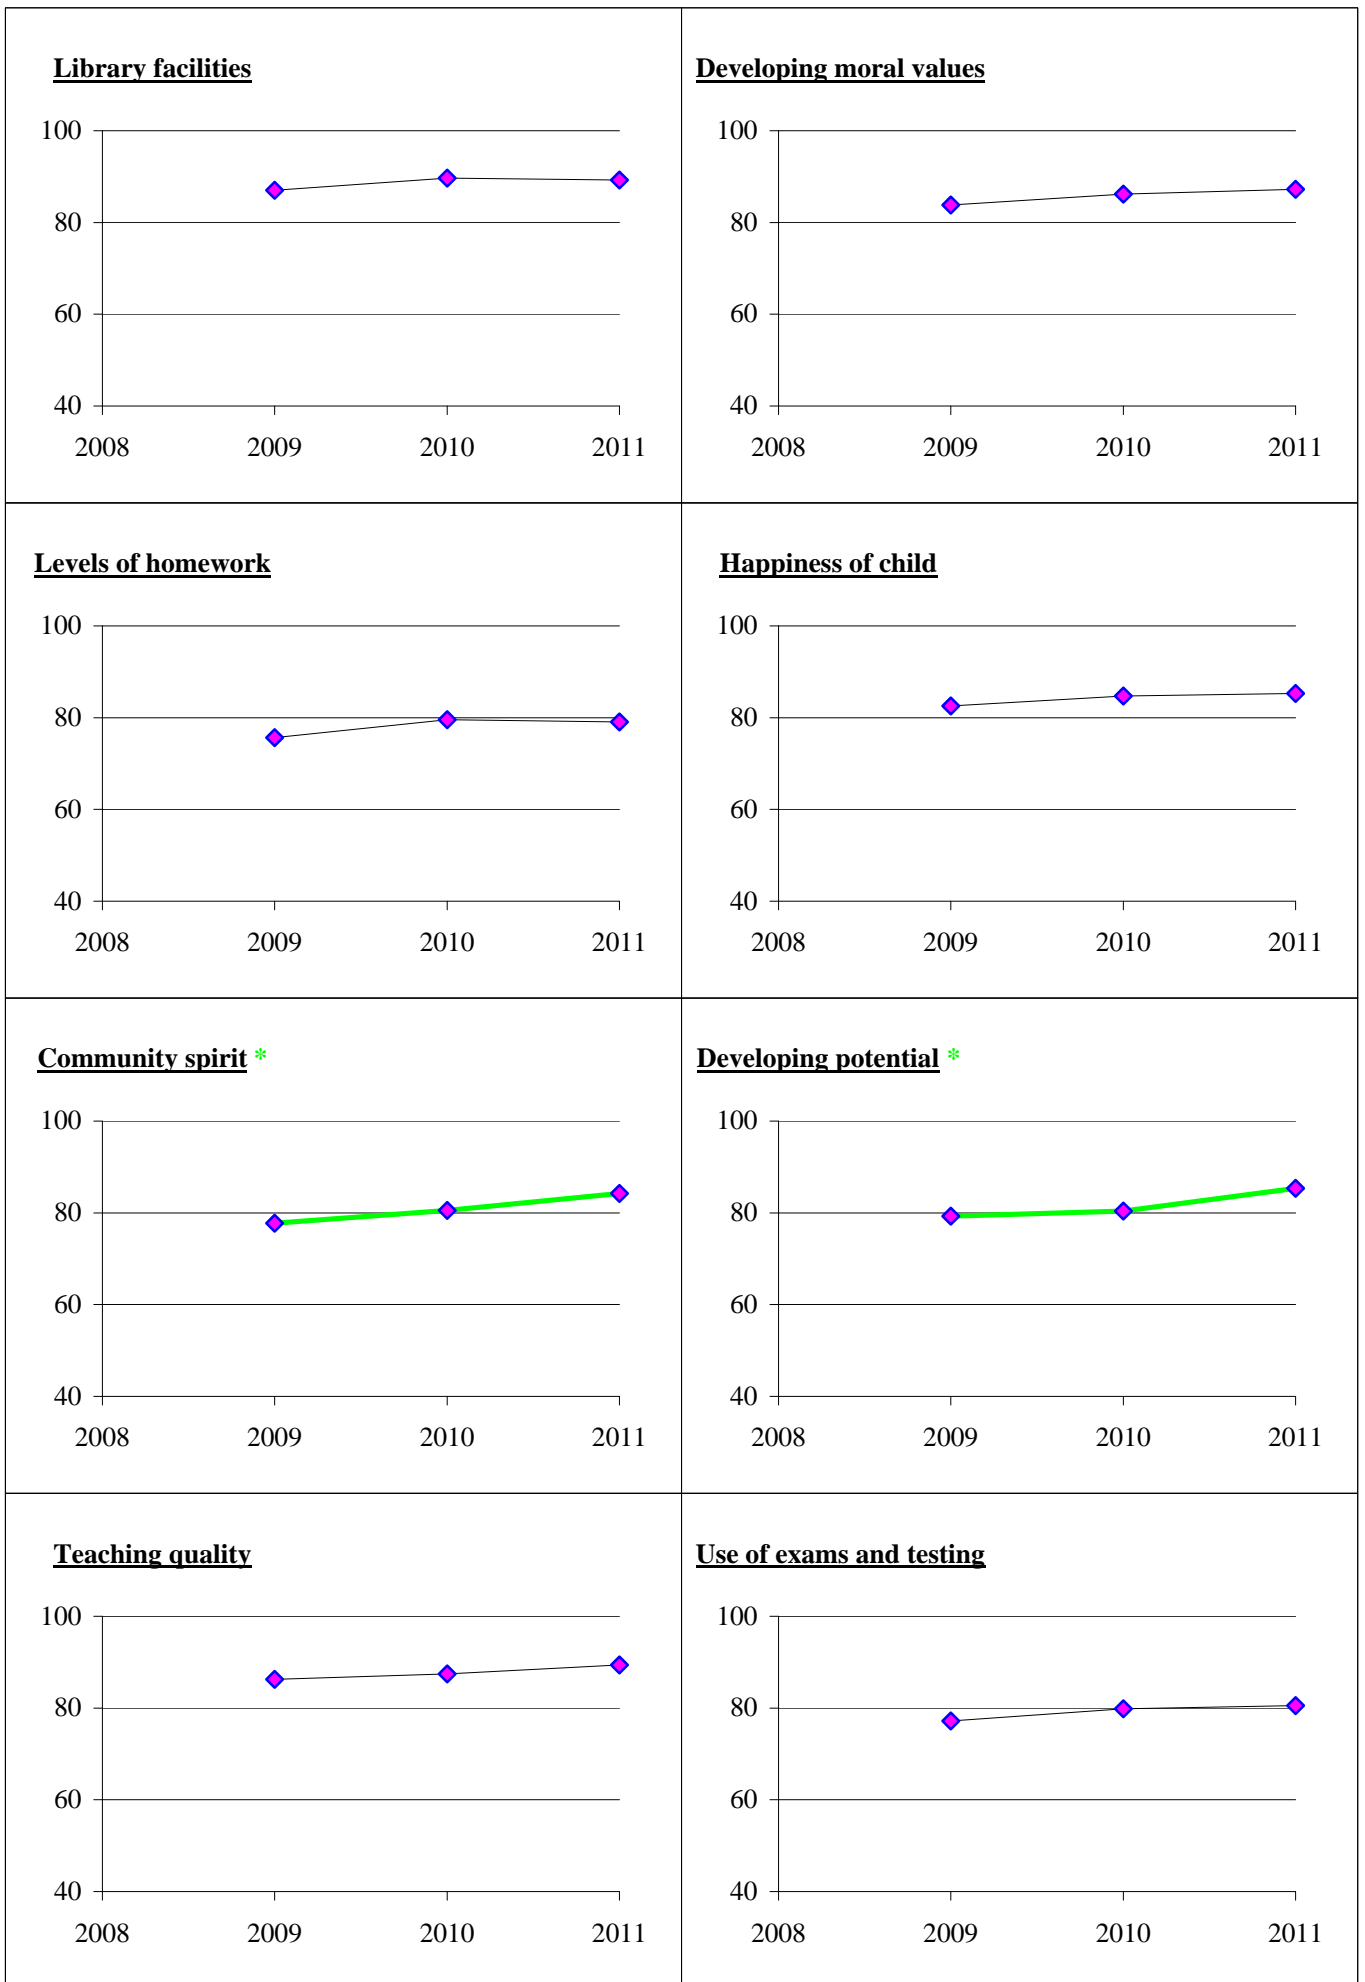 Library facilities
100
80
60
40
2008 2009 2010 2011
Developing moral values
100
80
60
40
2008 2009 2010 2011
Levels of homework
100
80
60
40
2008 2009 2010 2011
Happiness of child
100
80
60
40
2008 2009 2010 2011
Community spirit *
100
80
60
40
2008 2009 2010 2011
Developing potential *
100
80
60
40
2008 2009 2010 2011
Teaching quality
100
80
60
40
2008 2009 2010 2011
Use of exams and testing
100
80
60
40
2008 2009 2010 2011